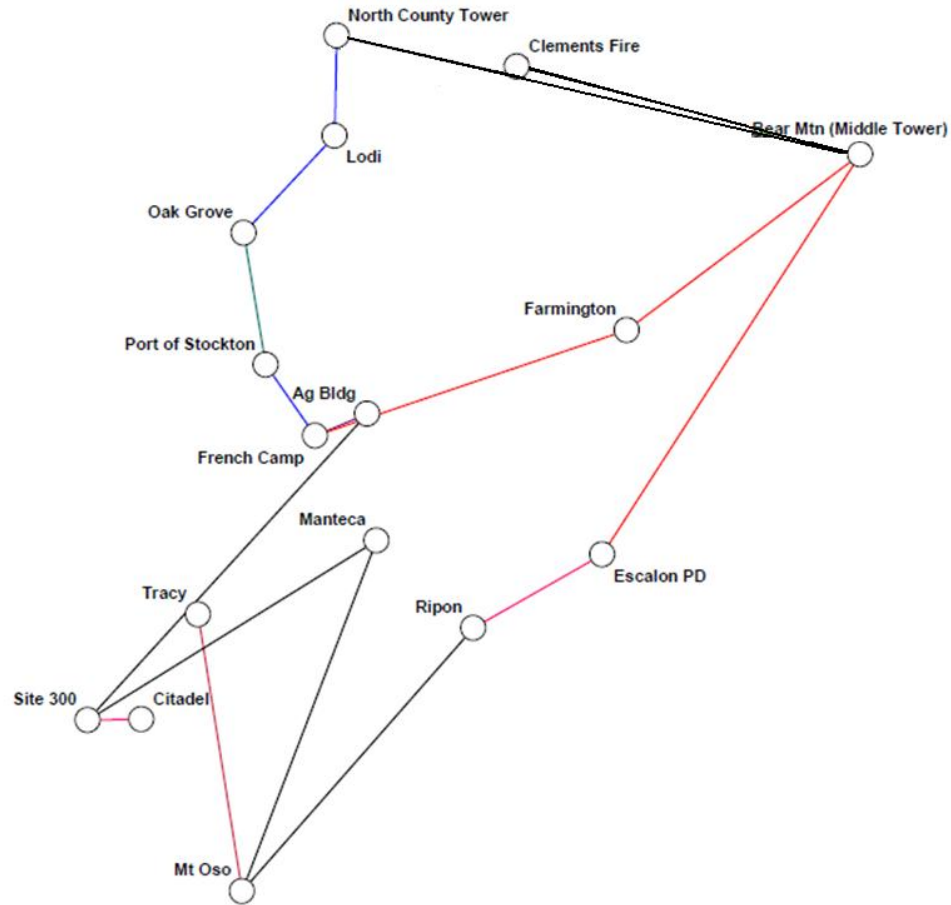 North County Tower
Clements Fire
Bear Mtn (Middle Tower)
Lodi
Oak Grove
Farmington
Port of Stockton
Ag Bldg
French Camp
Manteca
Escalon PD
Tracy
Ripon
Site 300
Citadel
Mt Oso